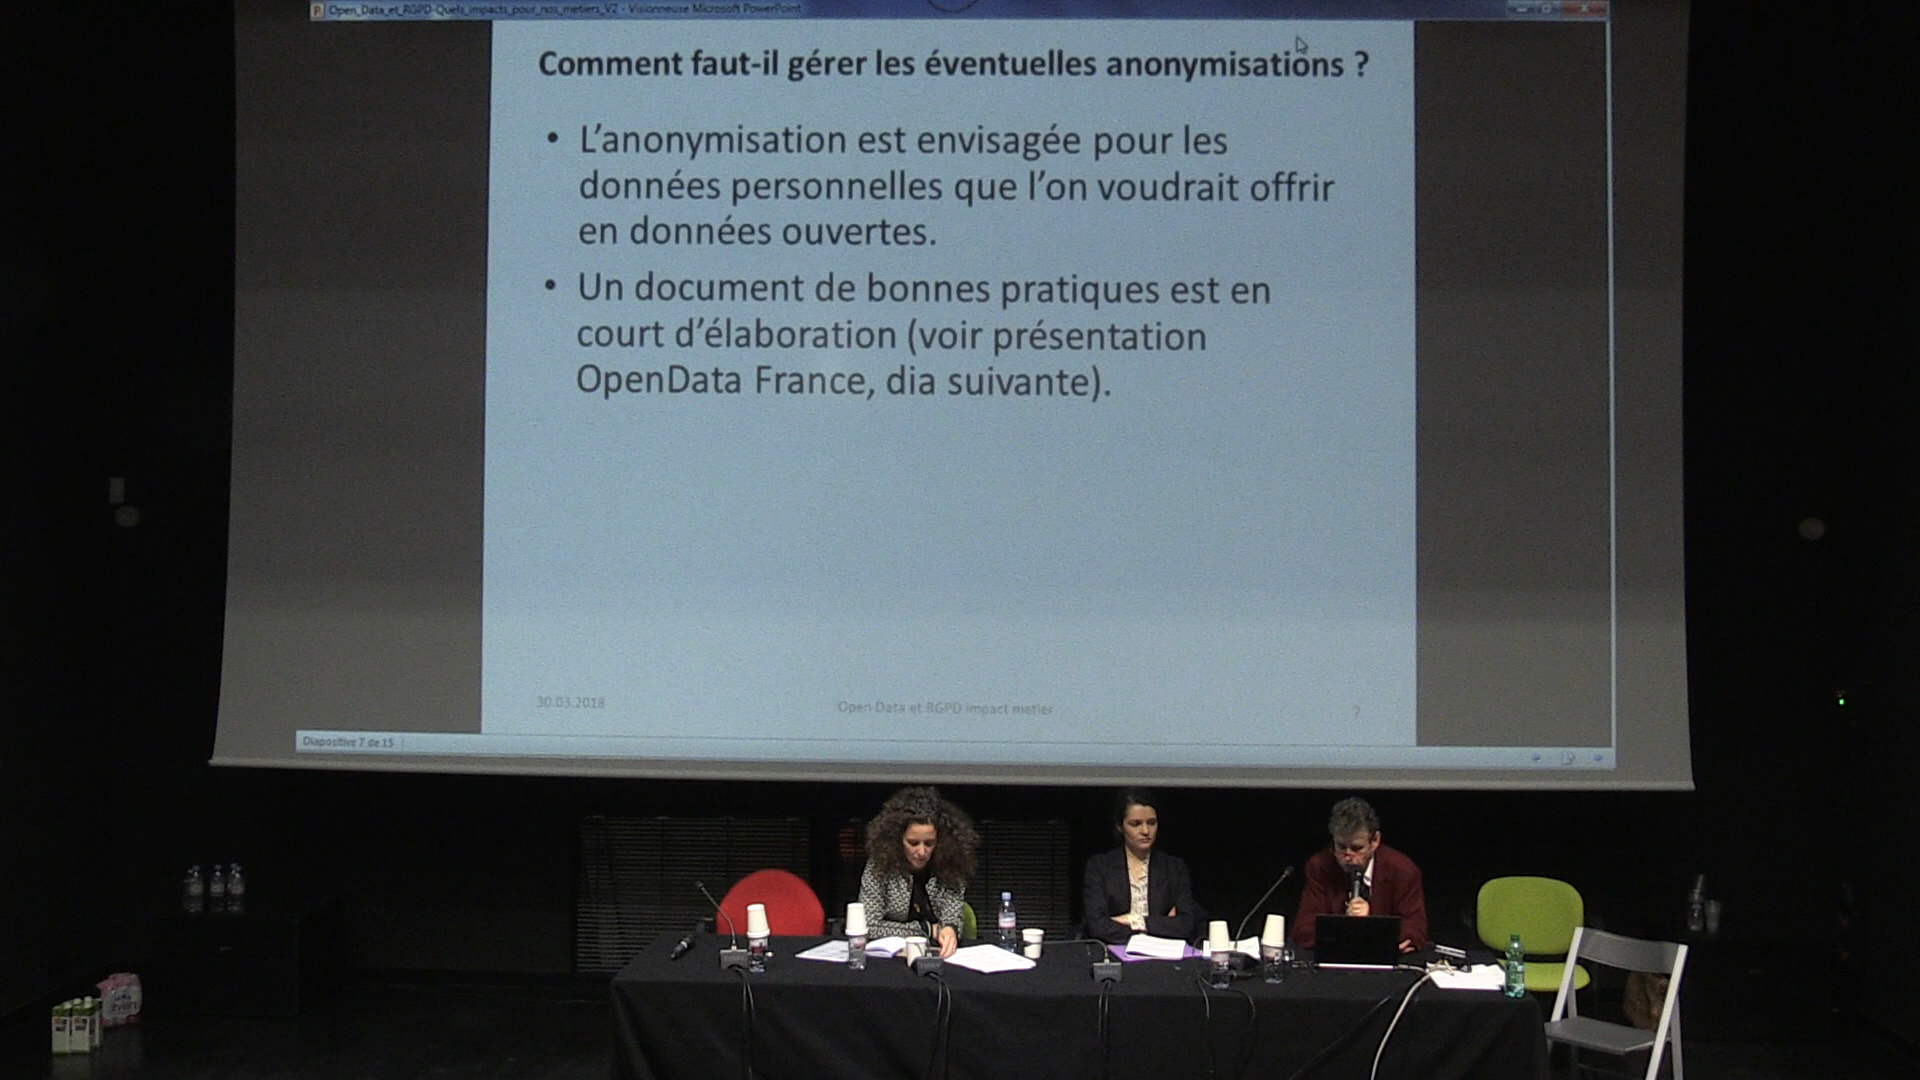 Open_Data_et_RGPD-Quels_impacts_pour_nos_metiers_V2 - Visionneuse Microsoft PowerPoint
Comment faut-il gérer les éventuelles anonymisations ?
• L’anonymisation est envisagée pour les
données personnelles que l’on voudrait offrir
en données ouvertes.
• Un document de bonnes pratiques est en
court d’élaboration (voir présentation
OpenData France, dia suivante).
30.03.2018
Open Data et RGPD impact metier
7
Diapositive 7 de 15